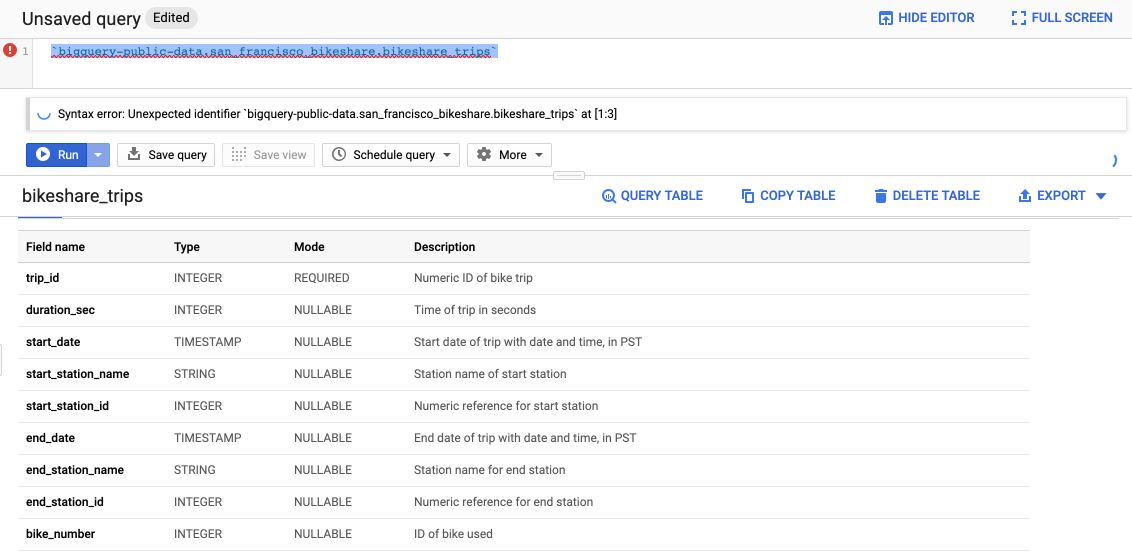 Unsaved query Edited HIDE EDITOR FULL SCREEN
1 `bigquery-public-data.san_francisco_bikeshare.bikeshare_trips`
Syntax error: Unexpected identifier `bigquery-public-data.san_francisco_bikeshare.bikeshare_trips` at [1:3]
Run Save query Save view Schedule query More
bikeshare_trips QUERY TABLE COPY TABLE DELETE TABLE EXPORT
Field name Type Mode Description
trip_id INTEGER REQUIRED Numeric ID of bike trip
duration_sec INTEGER NULLABLE Time of trip in seconds
start_date TIMESTAMP NULLABLE Start date of trip with date and time, in PST
start_station_name STRING NULLABLE Station name of start station
start_station_id INTEGER NULLABLE Numeric reference for start station
end_date TIMESTAMP NULLABLE End date of trip with date and time, in PST
end_station_name STRING NULLABLE Station name for end station
end_station_id INTEGER NULLABLE Numeric reference for end station
bike_number INTEGER NULLABLE ID of bike used